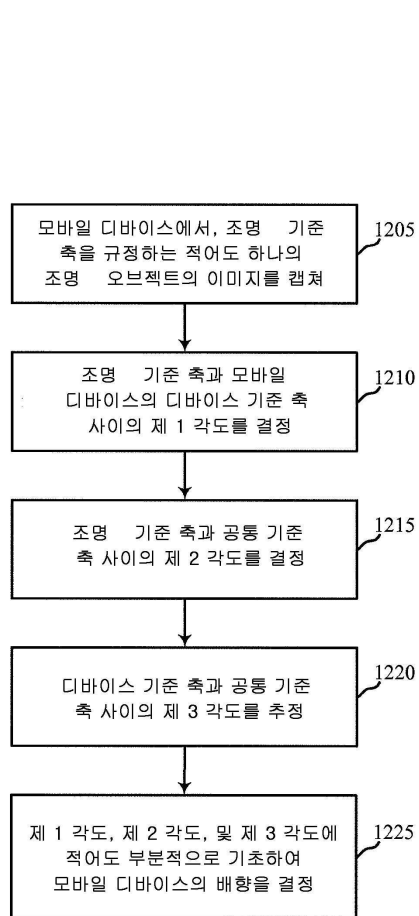 모바일 디바이스에서, 조명 기준
축을 규정하는 적어도 하나의
조명 오브젝트의 이미지를 캡쳐
1205
조명 기준 축과 모바일
디바이스의 디바이스 기준 축
사이의 제 1 각도를 결정
1210
조명 기준 축과 공통 기준
축 사이의 제 2 각도를 결정
1215
디바이스 기준 축과 공통 기준
축 사이의 제 3 각도를 추정
1220
제 1 각도, 제 2 각도, 및 제 3 각도에
적어도 부분적으로 기초하여
모바일 디바이스의 배향을 결정
1225